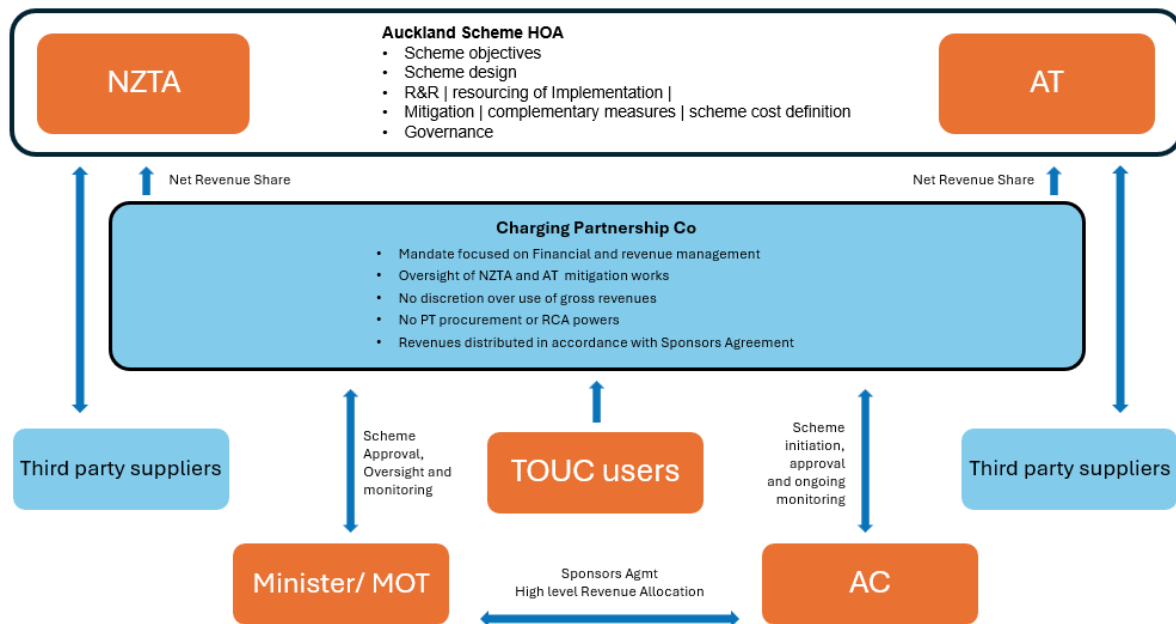 Auckland Scheme HOA
NZTA
• Scheme objectives
• Scheme design
• R&R | resourcing of Implementation |
• Mitigation | complementary measures | scheme cost definition
• Governance
AT
Net Revenue Share
Net Revenue Share
Charging Partnership Co
• Mandate focused on Financial and revenue management
• Oversight of NZTA and AT mitigation works
• No discretion over use of gross revenues
• No PT procurement or RCA powers
• Revenues distributed in accordance with Sponsors Agreement
Third party suppliers
Scheme
Approval,
Oversight and
monitoring
TOUC users
Scheme
initiation,
approval
and ongoing
monitoring
Third party suppliers
Minister/ MOT
Sponsors Agmt
High level Revenue Allocation
AC